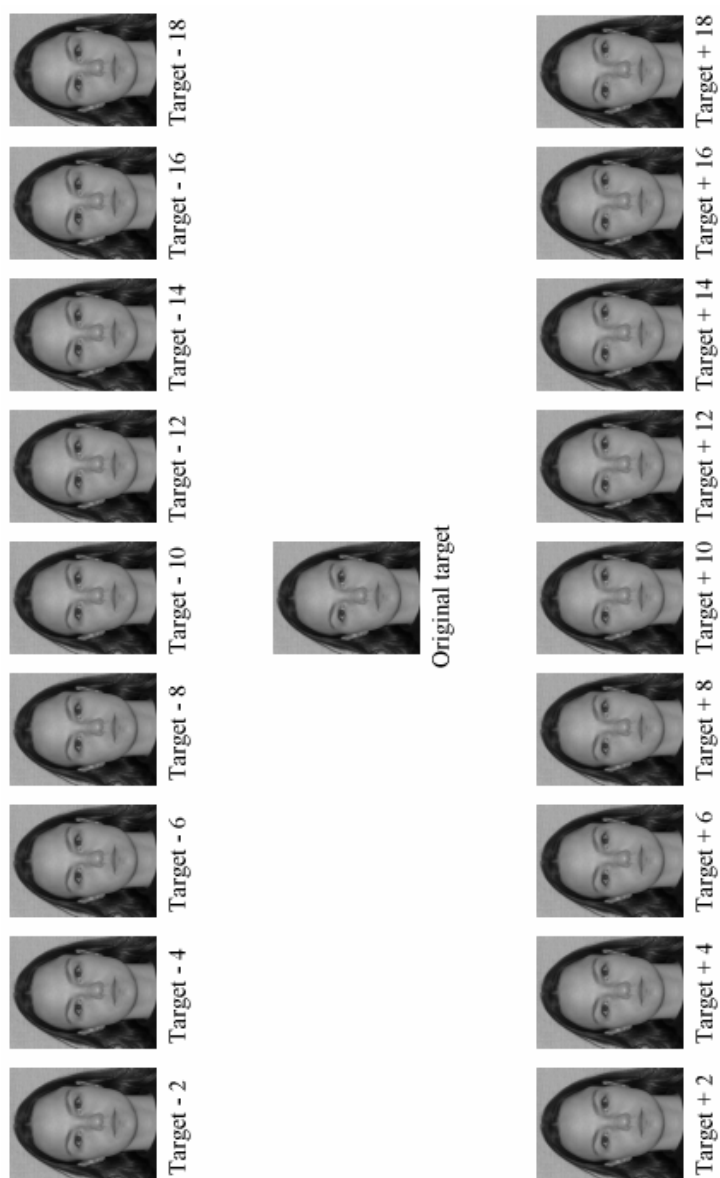 Target - 2
Target - 4
Target - 6
Target - 8
Target - 10
Target - 12
Target - 14
Target - 16
Target - 18
Original target
Target + 2
Target + 4
Target + 6
Target + 8
Target + 10
Target + 12
Target + 14
Target + 16
Target + 18